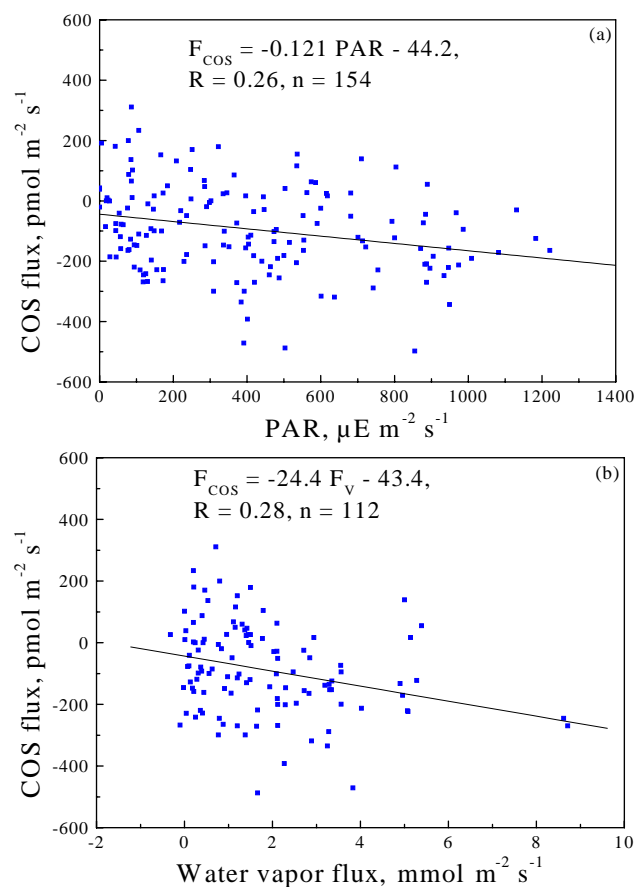 (a)
F_COS = -0.121 PAR - 44.2,
R = 0.26, n = 154
600
400
200
0
-200
-400
-600
COS flux, pmol m⁻² s⁻¹
0 200 400 600 800 1000 1200 1400
PAR, µE m⁻² s⁻¹
(b)
F_COS = -24.4 F_V - 43.4,
R = 0.28, n = 112
600
400
200
0
-200
-400
-600
COS flux, pmol m⁻² s⁻¹
-2 0 2 4 6 8 10
Water vapor flux, mmol m⁻² s⁻¹